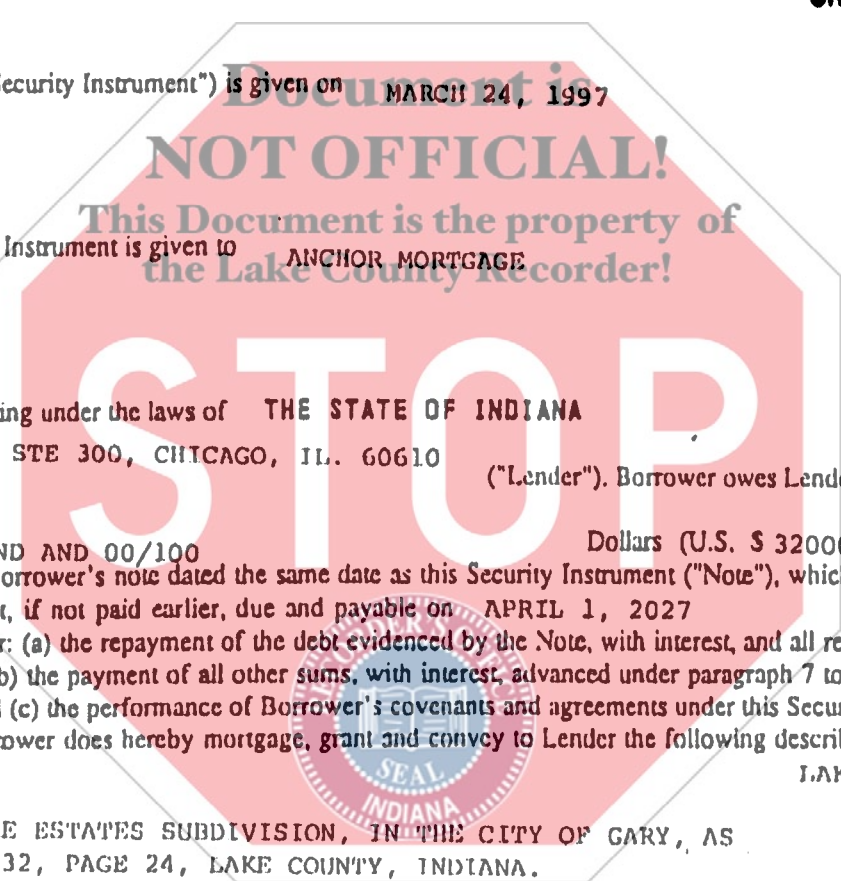 Security Instrument") is given on MARCH 24, 1997
Document is
NOT OFFICIAL!
This Document is the property of
Instrument is given to ANCHOR MORTGAGE
the Lake County Recorder!
STOP
ing under the laws of THE STATE OF INDIANA
STE 300, CHICAGO, IL. 60610
("Lender"). Borrower owes Lende
Dollars (U.S. $ 32000
ND AND 00/100
orrower's note dated the same date as this Security Instrument ("Note"), whic
t, if not paid earlier, due and payable on APRIL 1, 2027
r: (a) the repayment of the debt evidenced by the Note, with interest, and all re
b) the payment of all other sums, with interest, advanced under paragraph 7 to
(c) the performance of Borrower's covenants and agreements under this Secur
rower does hereby mortgage, grant and convey to Lender the following describ
LAK
RECORDER'S OFFICE
SEAL
INDIANA
E ESTATES SUBDIVISION, IN THE CITY OF GARY, AS
32, PAGE 24, LAKE COUNTY, INDIANA.